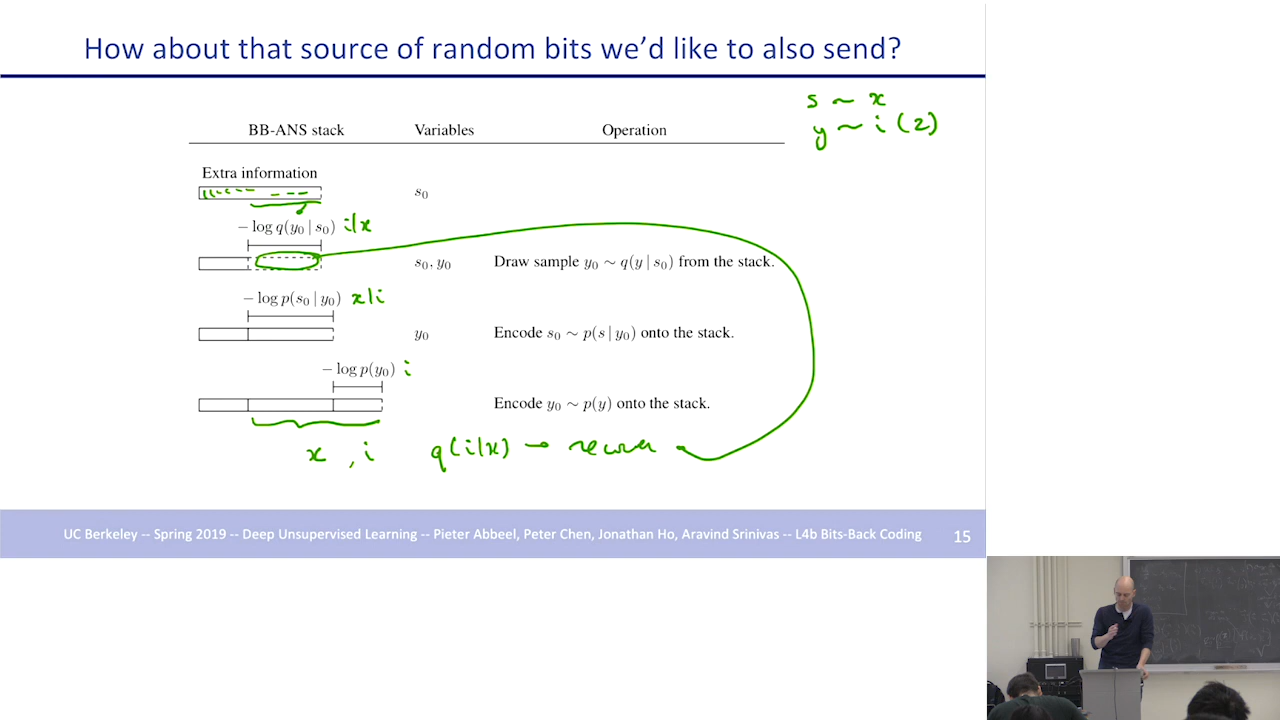 How about that source of random bits we'd like to also send?
s ~ x
y ~ i (z)
BB-ANS stack Variables Operation
Extra information
s₀
− log q(y₀ | s₀) i|x
s₀, y₀ Draw sample y₀ ∼ q(y | s₀) from the stack.
− log p(s₀ | y₀) x|i
y₀ Encode s₀ ∼ p(s | y₀) onto the stack.
− log p(y₀) i
Encode y₀ ∼ p(y) onto the stack.
x , i q(i|x) → recover
UC Berkeley -- Spring 2019 -- Deep Unsupervised Learning -- Pieter Abbeel, Peter Chen, Jonathan Ho, Aravind Srinivas -- L4b Bits-Back Coding 15